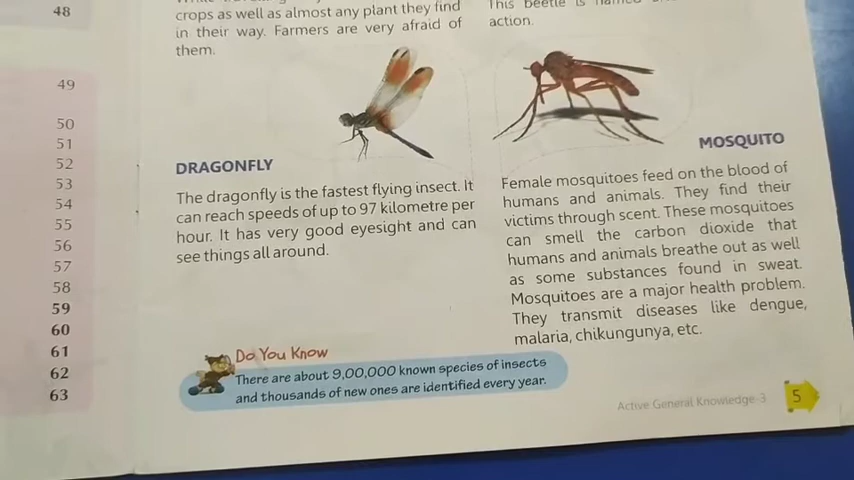 48
49
50
51
52
53
54
55
56
57
58
59
60
61
62
63
crops as well as almost any plant they find
in their way. Farmers are very afraid of
them.
This beetle is
action.
DRAGONFLY
The dragonfly is the fastest flying insect. It
can reach speeds of up to 97 kilometre per
hour. It has very good eyesight and can
see things all around.
MOSQUITO
Female mosquitoes feed on the blood of
humans and animals. They find their
victims through scent. These mosquitoes
can smell the carbon dioxide that
humans and animals breathe out as well
as some substances found in sweat.
Mosquitoes are a major health problem.
They transmit diseases like dengue,
malaria, chikungunya, etc.
Do You Know
There are about 9,00,000 known species of insects
and thousands of new ones are identified every year.
Active General Knowledge-3
5